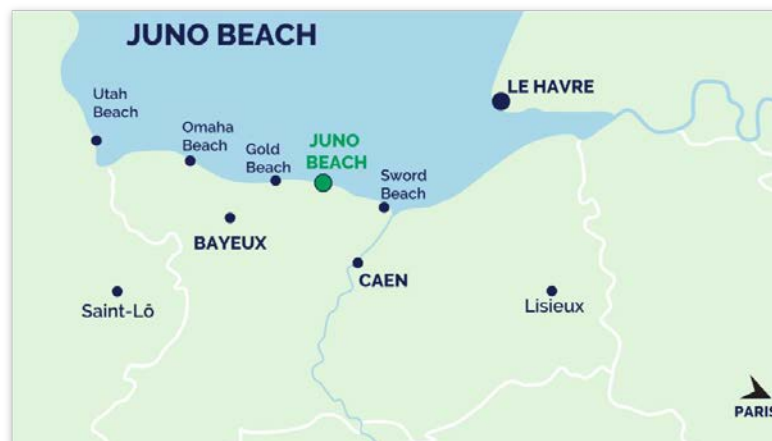 JUNO BEACH
LE HAVRE
Utah
Beach
Omaha
Beach
Gold
Beach
JUNO
BEACH
Sword
Beach
BAYEUX
CAEN
Saint-Lô
Lisieux
PARIS